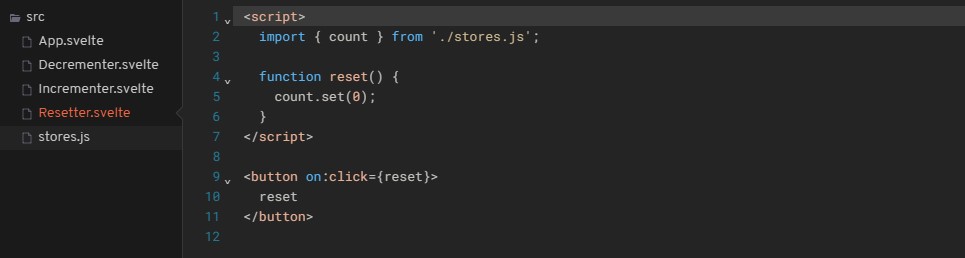 src
App.svelte
Decrementer.svelte
Incrementer.svelte
Resetter.svelte
stores.js
1 <script>
2   import { count } from './stores.js';
3
4   function reset() {
5     count.set(0);
6   }
7 </script>
8
9 <button on:click={reset}>
10   reset
11 </button>
12